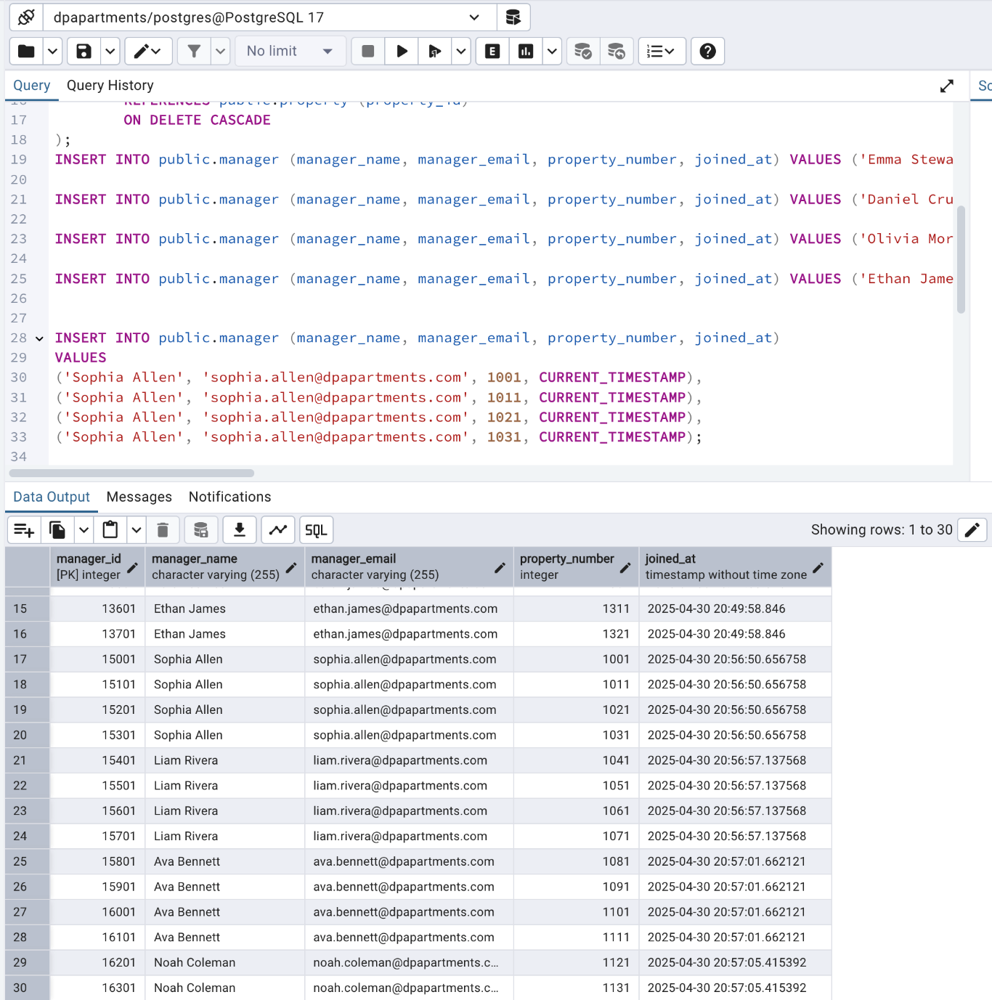 dpapartments/postgres@PostgreSQL 17
No limit
E
Query Query History
Sc
16 REFERENCES public.property (property_id)
17 ON DELETE CASCADE
18 );
19 INSERT INTO public.manager (manager_name, manager_email, property_number, joined_at) VALUES ('Emma Stewa
20
21 INSERT INTO public.manager (manager_name, manager_email, property_number, joined_at) VALUES ('Daniel Cru
22
23 INSERT INTO public.manager (manager_name, manager_email, property_number, joined_at) VALUES ('Olivia Mor
24
25 INSERT INTO public.manager (manager_name, manager_email, property_number, joined_at) VALUES ('Ethan Jame
26
27
28 INSERT INTO public.manager (manager_name, manager_email, property_number, joined_at)
29 VALUES
30 ('Sophia Allen', 'sophia.allen@dpapartments.com', 1001, CURRENT_TIMESTAMP),
31 ('Sophia Allen', 'sophia.allen@dpapartments.com', 1011, CURRENT_TIMESTAMP),
32 ('Sophia Allen', 'sophia.allen@dpapartments.com', 1021, CURRENT_TIMESTAMP),
33 ('Sophia Allen', 'sophia.allen@dpapartments.com', 1031, CURRENT_TIMESTAMP);
34
Data Output Messages Notifications
SQL Showing rows: 1 to 30
manager_id manager_name manager_email property_number joined_at
[PK] integer character varying (255) character varying (255) integer timestamp without time zone
15 13601 Ethan James ethan.james@dpapartments.com 1311 2025-04-30 20:49:58.846
16 13701 Ethan James ethan.james@dpapartments.com 1321 2025-04-30 20:49:58.846
17 15001 Sophia Allen sophia.allen@dpapartments.com 1001 2025-04-30 20:56:50.656758
18 15101 Sophia Allen sophia.allen@dpapartments.com 1011 2025-04-30 20:56:50.656758
19 15201 Sophia Allen sophia.allen@dpapartments.com 1021 2025-04-30 20:56:50.656758
20 15301 Sophia Allen sophia.allen@dpapartments.com 1031 2025-04-30 20:56:50.656758
21 15401 Liam Rivera liam.rivera@dpapartments.com 1041 2025-04-30 20:56:57.137568
22 15501 Liam Rivera liam.rivera@dpapartments.com 1051 2025-04-30 20:56:57.137568
23 15601 Liam Rivera liam.rivera@dpapartments.com 1061 2025-04-30 20:56:57.137568
24 15701 Liam Rivera liam.rivera@dpapartments.com 1071 2025-04-30 20:56:57.137568
25 15801 Ava Bennett ava.bennett@dpapartments.com 1081 2025-04-30 20:57:01.662121
26 15901 Ava Bennett ava.bennett@dpapartments.com 1091 2025-04-30 20:57:01.662121
27 16001 Ava Bennett ava.bennett@dpapartments.com 1101 2025-04-30 20:57:01.662121
28 16101 Ava Bennett ava.bennett@dpapartments.com 1111 2025-04-30 20:57:01.662121
29 16201 Noah Coleman noah.coleman@dpapartments.c... 1121 2025-04-30 20:57:05.415392
30 16301 Noah Coleman noah.coleman@dpapartments.c... 1131 2025-04-30 20:57:05.415392